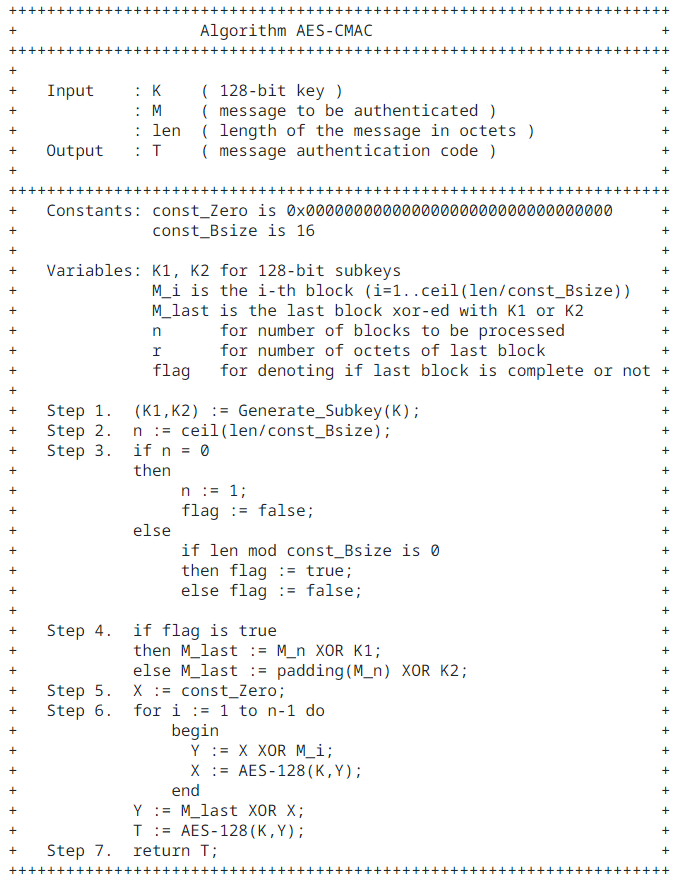 +++++++++++++++++++++++++++++++++++++++++++++++++++++++++++++++++++++
+                   Algorithm AES-CMAC                              +
+++++++++++++++++++++++++++++++++++++++++++++++++++++++++++++++++++++
+                                                                   +
+   Input    : K    ( 128-bit key )                                 +
+            : M    ( message to be authenticated )                 +
+            : len  ( length of the message in octets )             +
+   Output   : T    ( message authentication code )                 +
+                                                                   +
+++++++++++++++++++++++++++++++++++++++++++++++++++++++++++++++++++++
+   Constants: const_Zero is 0x00000000000000000000000000000000     +
+              const_Bsize is 16                                    +
+                                                                   +
+   Variables: K1, K2 for 128-bit subkeys                           +
+              M_i is the i-th block (i=1..ceil(len/const_Bsize))   +
+              M_last is the last block xor-ed with K1 or K2        +
+              n      for number of blocks to be processed          +
+              r      for number of octets of last block            +
+              flag   for denoting if last block is complete or not +
+                                                                   +
+   Step 1.  (K1,K2) := Generate_Subkey(K);                         +
+   Step 2.  n := ceil(len/const_Bsize);                            +
+   Step 3.  if n = 0                                               +
+            then                                                   +
+                 n := 1;                                           +
+                 flag := false;                                    +
+            else                                                   +
+                 if len mod const_Bsize is 0                       +
+                 then flag := true;                                +
+                 else flag := false;                               +
+                                                                   +
+   Step 4.  if flag is true                                        +
+            then M_last := M_n XOR K1;                             +
+            else M_last := padding(M_n) XOR K2;                    +
+   Step 5.  X := const_Zero;                                       +
+   Step 6.  for i := 1 to n-1 do                                   +
+                begin                                              +
+                  Y := X XOR M_i;                                  +
+                  X := AES-128(K,Y);                               +
+                end                                                +
+            Y := M_last XOR X;                                     +
+            T := AES-128(K,Y);                                     +
+   Step 7.  return T;                                              +
+++++++++++++++++++++++++++++++++++++++++++++++++++++++++++++++++++++